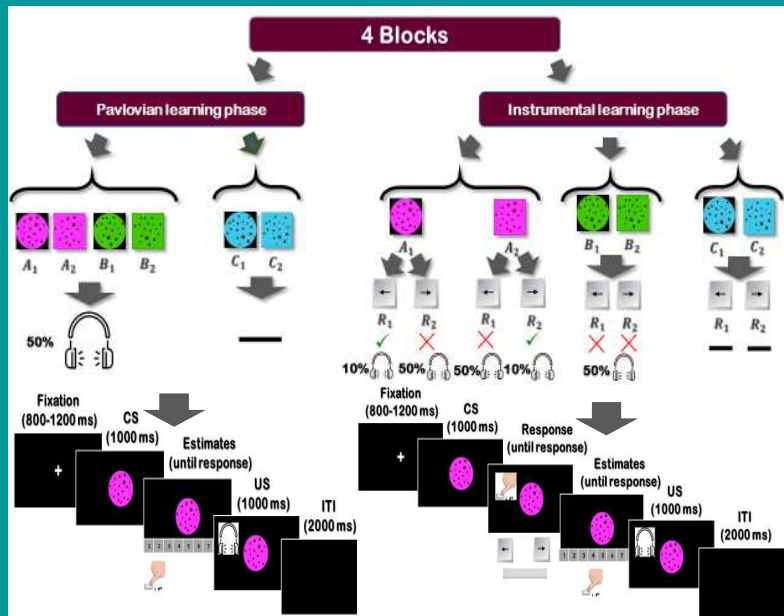 4 Blocks
Pavlovian learning phase
Instrumental learning phase
A₁ A₂ B₁ B₂
C₁ C₂
A₁ A₂
B₁ B₂
C₁ C₂
← → ← → ← → ← →
R₁ R₂ R₁ R₂ R₁ R₂ R₁ R₂
50%
10% 50% 50% 10% 50%
Fixation
(800-1200 ms)
CS
(1000 ms)
Estimates
(until response)
US
(1000 ms)
ITI
(2000 ms)
+
1 2 3 4 5 6 7
Fixation
(800-1200 ms)
CS
(1000 ms)
Response
(until response)
Estimates
(until response)
US
(1000 ms)
ITI
(2000 ms)
+
← →
1 2 3 4 5 6 7